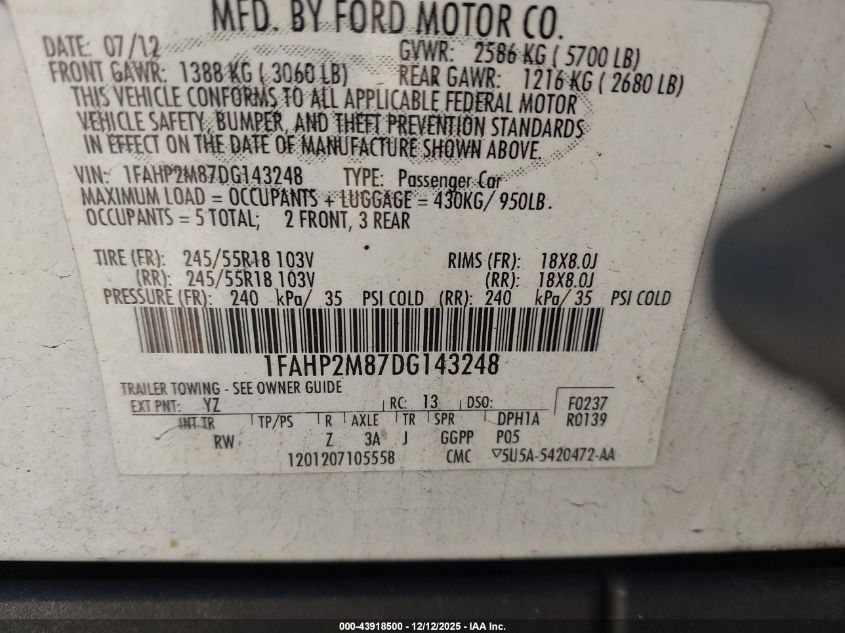 MFD. BY FORD MOTOR CO.
DATE: 07/12 GVWR: 2586 KG ( 5700 LB)
FRONT GAWR: 1388 KG ( 3060 LB) REAR GAWR: 1216 KG ( 2680 LB)
THIS VEHICLE CONFORMS TO ALL APPLICABLE FEDERAL MOTOR
VEHICLE SAFETY, BUMPER, AND THEFT PREVENTION STANDARDS
IN EFFECT ON THE DATE OF MANUFACTURE SHOWN ABOVE.
VIN: 1FAHP2M87DG143248 TYPE: Passenger Car
MAXIMUM LOAD = OCCUPANTS + LUGGAGE = 430KG/ 950LB.
OCCUPANTS = 5 TOTAL; 2 FRONT, 3 REAR
TIRE (FR): 245/55R18 103V RIMS (FR): 18X8.0J
(RR): 245/55R18 103V (RR): 18X8.0J
PRESSURE (FR): 240 kPa/ 35 PSI COLD (RR): 240 kPa/ 35 PSI COLD
1FAHP2M87DG143248
TRAILER TOWING - SEE OWNER GUIDE
EXT PNT: YZ RC: 13 DSO: F0237
INT TR TP/PS R AXLE TR SPR DPH1A R0139
RW Z 3A J GGPP P05
1201207105558 CMC ▽5U5A-5420472-AA
000-43918500 - 12/12/2025 - IAA Inc.